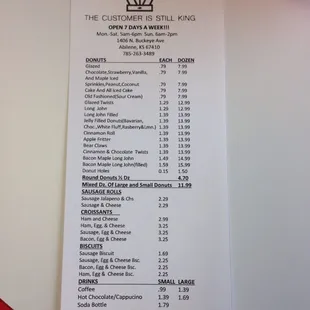 THE CUSTOMER IS STILL KING
OPEN 7 DAYS A WEEK!!!
Mon.-Sat. 5am-6pm Sun. 6am-2pm
1406 N. Buckeye Ave
Abilene, KS 67410
785-263-3489
DONUTS EACH DOZEN
Glazed .79 7.99
Chocolate,Strawberry,Vanilla, .79 7.99
And Maple Iced
Sprinkles,Peanut,Coconut .79 7.99
Cake And All Iced Cake .79 7.99
Old Fashioned(Sour Cream) .79 7.99
Glazed Twists 1.20 12.99
Long John 1.20 12.99
Long John Filled 1.39 13.99
Jelly Filled Donuts(Bavarian, 1.39 13.99
Choc.,White Fluff,Rasberry&Lmn.) 1.39 13.99
Cinnamon Roll 1.39 13.99
Apple Fritter 1.39 13.99
Bear Claws 1.39 13.99
Cinnamon & Chocolate Twists 1.39 13.99
Bacon Maple Long John 1.49 14.99
Bacon Maple Long John(filled) 1.59 15.99
Donut Holes 0.15 1.50
Round Donuts ½ Dz 4.70
Mixed Dz. Of Large and Small Donuts 11.99
SAUSAGE ROLLS
Sausage Jalapeno & Chs 2.29
Sausage & Cheese 2.29
CROISSANTS
Ham and Cheese 2.98
Ham, Egg, & Cheese 3.25
Sausage, Egg & Cheese 3.25
Bacon, Egg & Cheese 3.25
BISCUITS
Sausage Biscuit 1.69
Sausage, Egg & Cheese Bsc. 2.25
Bacon, Egg & Cheese Bsc. 2.25
Ham, Egg & Cheese Bsc. 2.25
DRINKS SMALL LARGE
Coffee .99 1.39
Hot Chocolate/Cappucino 1.39 1.69
Soda Bottle 1.79